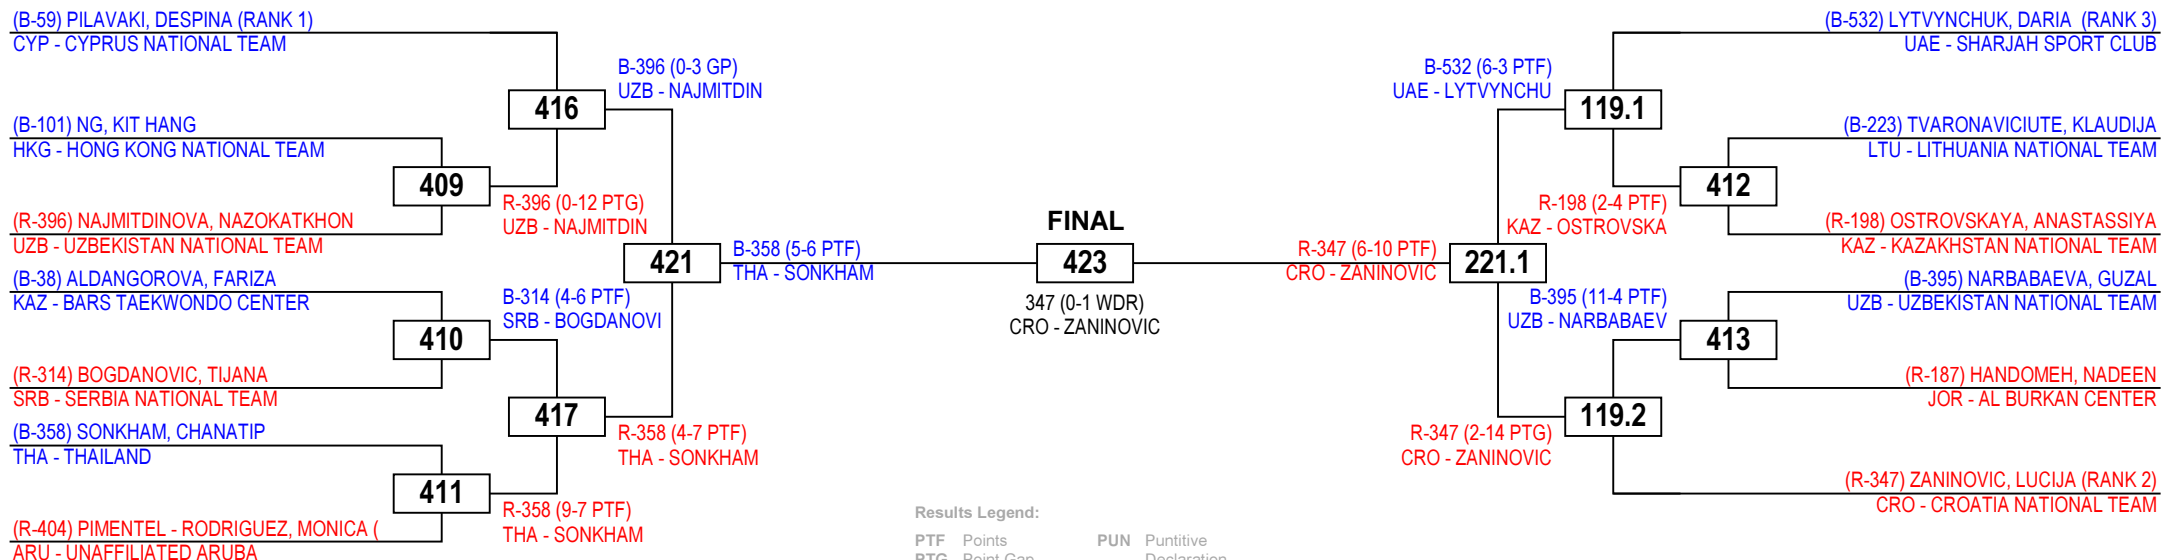 (B-59) PILAVAKI, DESPINA (RANK 1)
CYP - CYPRUS NATIONAL TEAM
(B-101) NG, KIT HANG
HKG - HONG KONG NATIONAL TEAM
(R-396) NAJMITDINOVA, NAZOKATKHON
UZB - UZBEKISTAN NATIONAL TEAM
(B-38) ALDANGOROVA, FARIZA
KAZ - BARS TAEKWONDO CENTER
(R-314) BOGDANOVIC, TIJANA
SRB - SERBIA NATIONAL TEAM
(B-358) SONKHAM, CHANATIP
THA - THAILAND
(R-404) PIMENTEL - RODRIGUEZ, MONICA (
ARU - UNAFFILIATED ARUBA
409
410
411
R-396 (0-12 PTG)
UZB - NAJMITDIN
B-314 (4-6 PTF)
SRB - BOGDANOVI
R-358 (9-7 PTF)
THA - SONKHAM
416
417
B-396 (0-3 GP)
UZB - NAJMITDIN
R-358 (4-7 PTF)
THA - SONKHAM
421
B-358 (5-6 PTF)
THA - SONKHAM
FINAL
423
347 (0-1 WDR)
CRO - ZANINOVIC
R-347 (6-10 PTF)
CRO - ZANINOVIC
221.1
B-532 (6-3 PTF)
UAE - LYTVYNCHU
R-347 (2-14 PTG)
CRO - ZANINOVIC
119.1
119.2
R-198 (2-4 PTF)
KAZ - OSTROVSKA
B-395 (11-4 PTF)
UZB - NARBABAEV
412
413
(B-532) LYTVYNCHUK, DARIA (RANK 3)
UAE - SHARJAH SPORT CLUB
(B-223) TVARONAVICIUTE, KLAUDIJA
LTU - LITHUANIA NATIONAL TEAM
(R-198) OSTROVSKAYA, ANASTASSIYA
KAZ - KAZAKHSTAN NATIONAL TEAM
(B-395) NARBABAEVA, GUZAL
UZB - UZBEKISTAN NATIONAL TEAM
(R-187) HANDOMEH, NADEEN
JOR - AL BURKAN CENTER
(R-347) ZANINOVIC, LUCIJA (RANK 2)
CRO - CROATIA NATIONAL TEAM
Results Legend:
PTF Points PUN Puntitive
PTG Point Gap Declaration